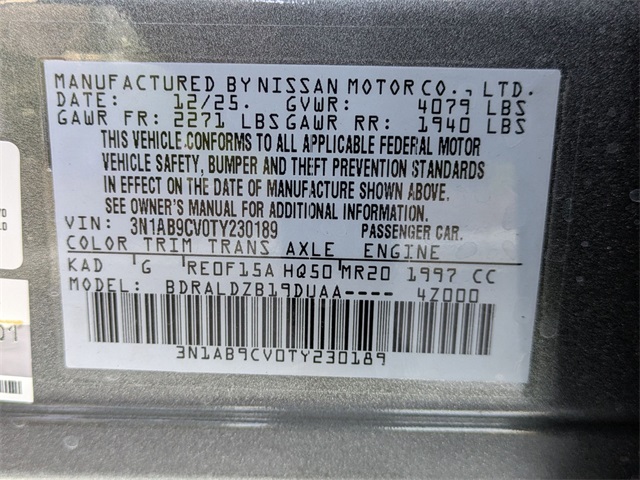 MANUFACTURED BY NISSAN MOTOR CO., LTD.
DATE: 12/25. GVWR: 4079 LBS
GAWR FR: 2271 LBS GAWR RR: 1940 LBS
THIS VEHICLE CONFORMS TO ALL APPLICABLE FEDERAL MOTOR
VEHICLE SAFETY, BUMPER AND THEFT PREVENTION STANDARDS
IN EFFECT ON THE DATE OF MANUFACTURE SHOWN ABOVE.
SEE OWNER'S MANUAL FOR ADDITIONAL INFORMATION.
VIN: 3N1AB9CV0TY230189 PASSENGER CAR.
COLOR TRIM TRANS AXLE ENGINE
KAD G RE0F15A HQ50 MR20 1997 CC
MODEL: BDRALDZB19DUAA---- 4Z000
3N1AB9CV0TY230189